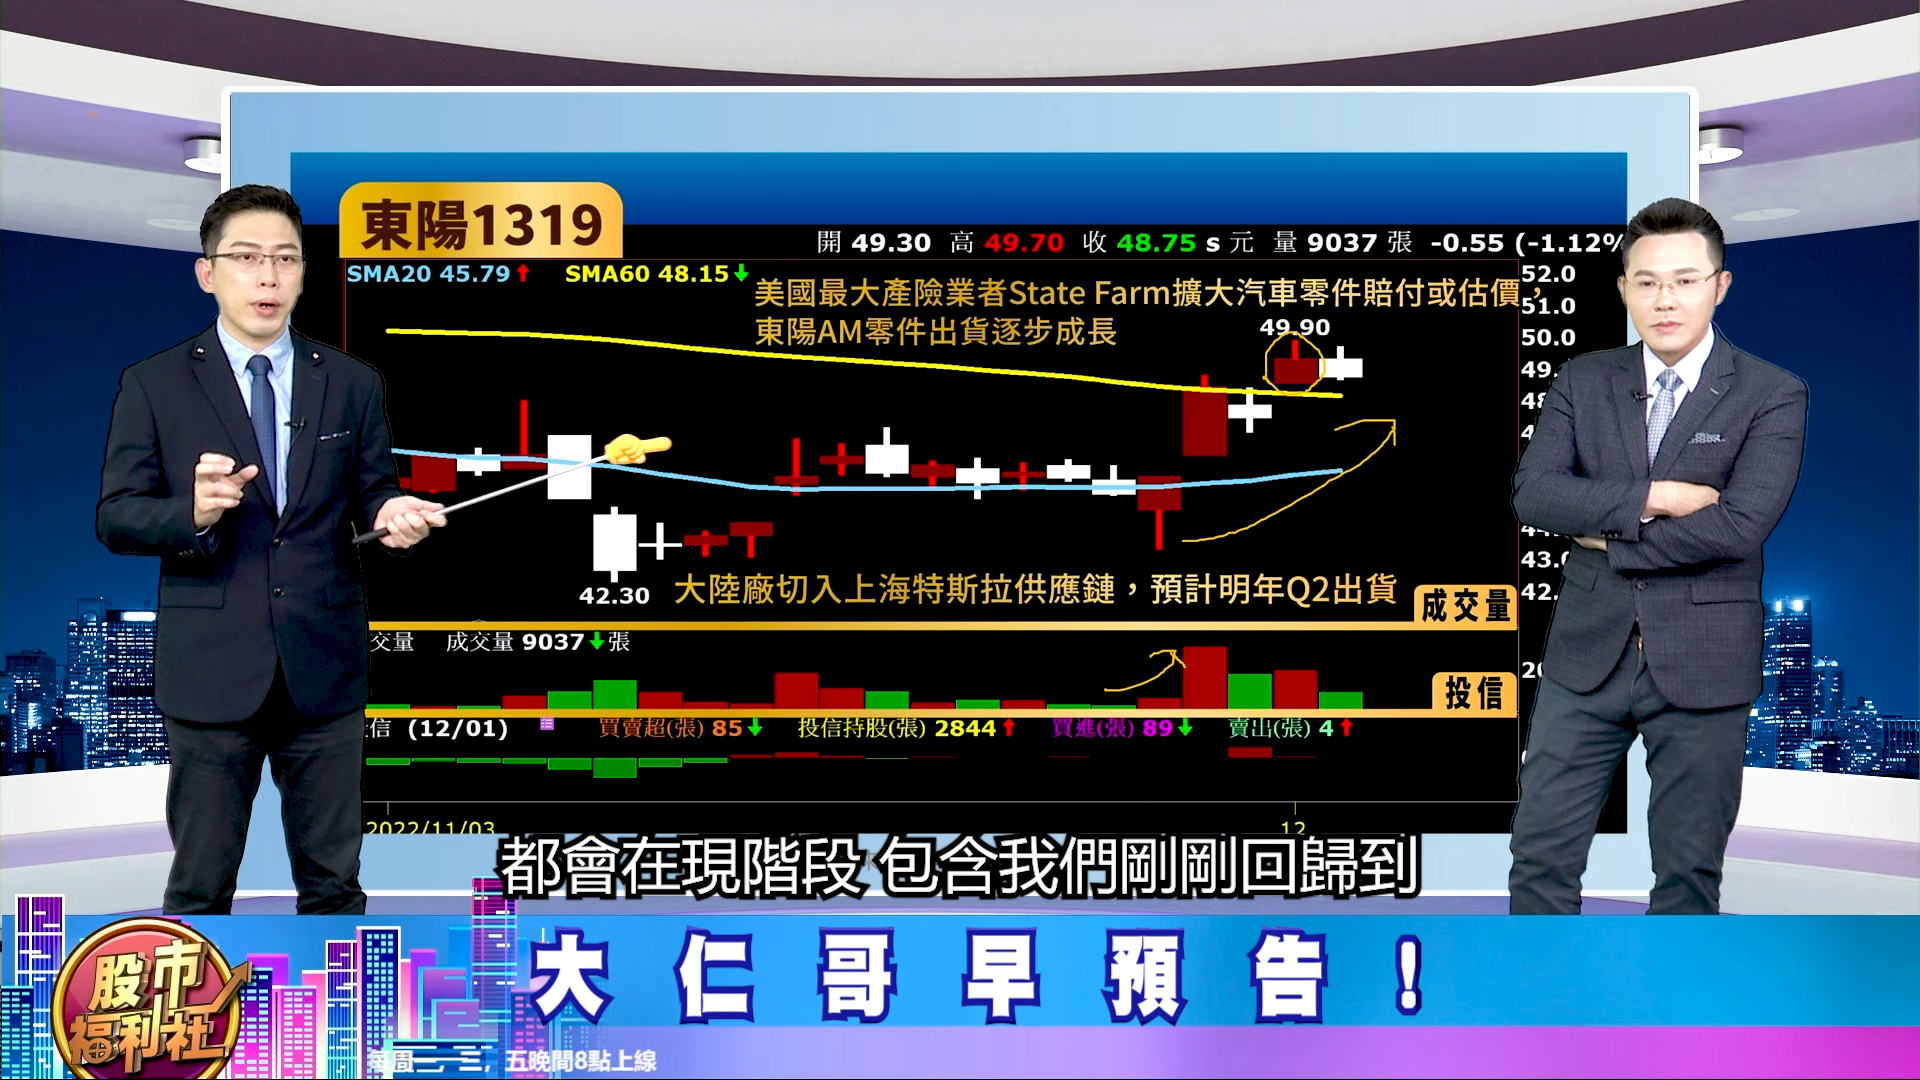 東陽1319
開 49.30 高 49.70 收 48.75 s 元 量 9037 張 -0.55 (-1.12%
SMA20 45.79 SMA60 48.15
美國最大產險業者State Farm擴大汽車零件賠付或估價，
東陽AM零件出貨逐步成長
49.90
52.0
51.0
50.0
49.
43.
42.
42.30
大陸廠切入上海特斯拉供應鏈，預計明年Q2出貨
成交量
交量 成交量 9037 張
投信
信 (12/01) 買賣超(張) 85 投信持股(張) 2844 買進(張) 89 賣出(張) 4
2022/11/03
12
都會在現階段 包含我們剛剛回歸到
大仁哥早預告!
股市
福利社
每周一, 三, 五晚間8點上線